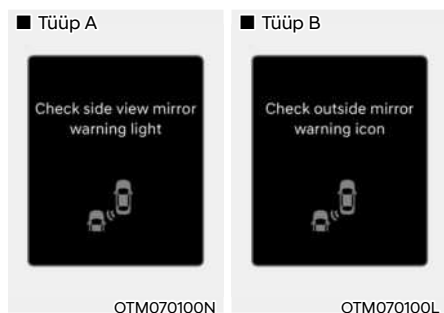 ■ Tüüp A
Check side view mirror
warning light
OTM070100N
■ Tüüp B
Check outside mirror
warning icon
OTM070100L